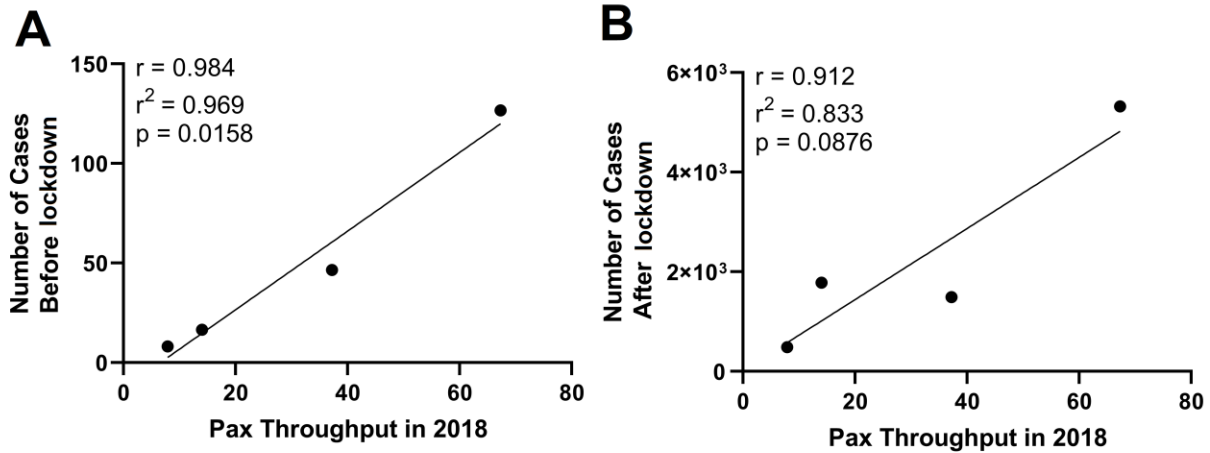 A
Number of Cases
Before lockdown
150
100
50
0
r = 0.984
r² = 0.969
p = 0.0158
0 20 40 60 80
Pax Throughput in 2018
B
Number of Cases
After lockdown
6×10³
4×10³
2×10³
0
r = 0.912
r² = 0.833
p = 0.0876
0 20 40 60 80
Pax Throughput in 2018